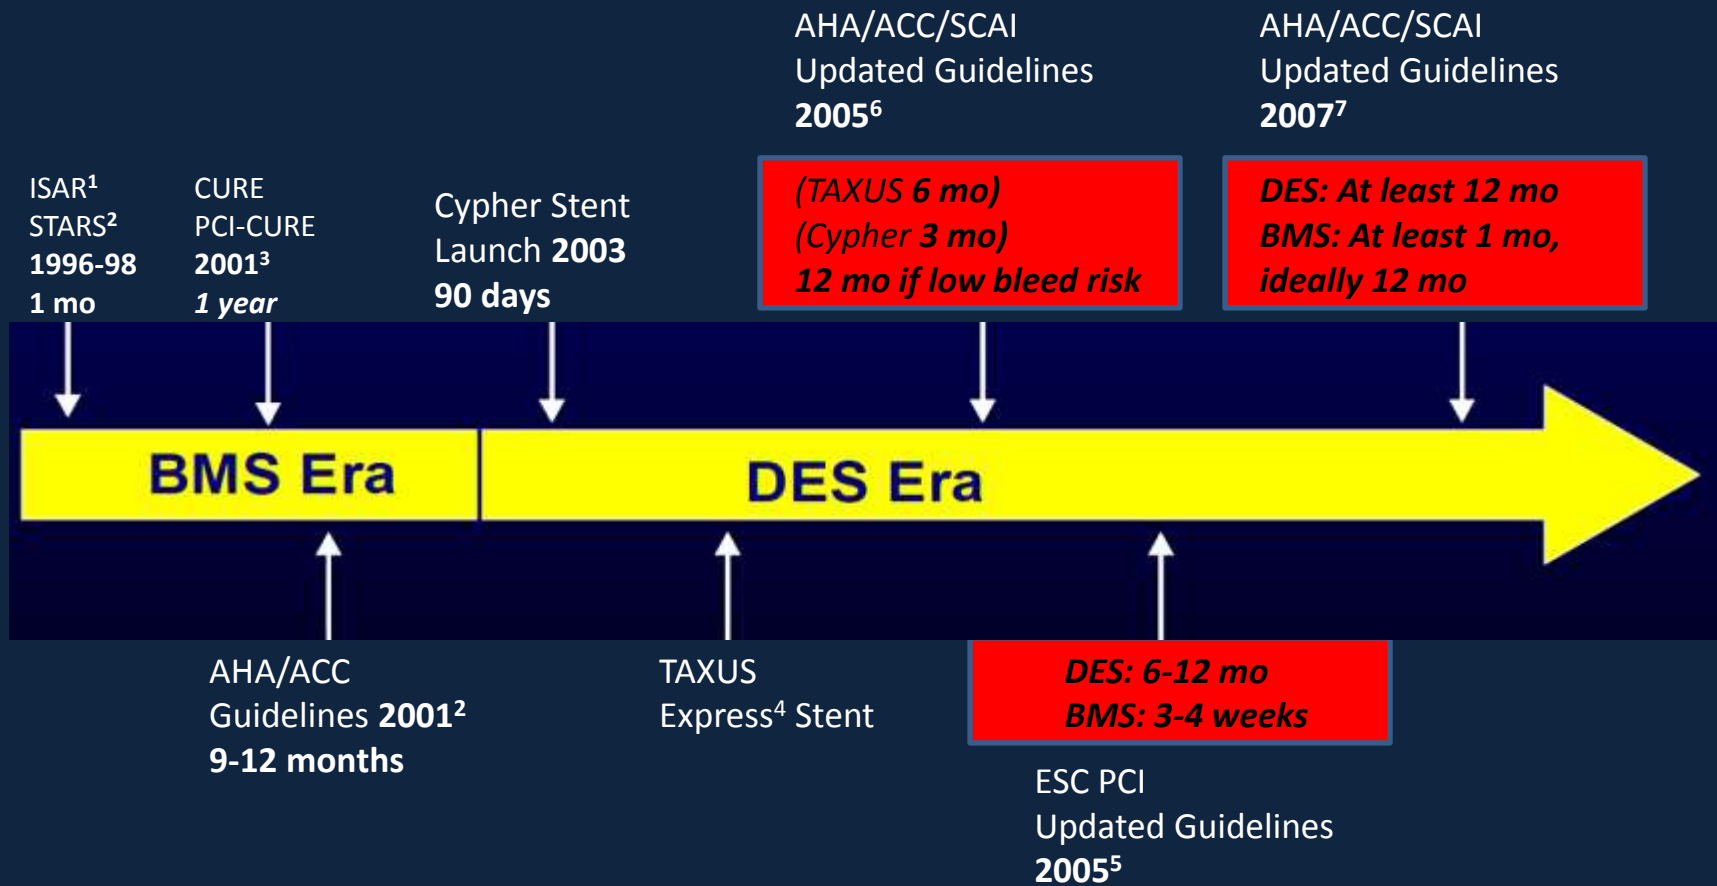 AHA/ACC/SCAI
Updated Guidelines
2005⁶
AHA/ACC/SCAI
Updated Guidelines
2007⁷
ISAR¹
STARS²
1996-98
1 mo
CURE
PCI-CURE
2001³
1 year
Cypher Stent
Launch 2003
90 days
(TAXUS 6 mo)
(Cypher 3 mo)
12 mo if low bleed risk
DES: At least 12 mo
BMS: At least 1 mo,
ideally 12 mo
BMS Era
DES Era
AHA/ACC
Guidelines 2001²
9-12 months
TAXUS
Express⁴ Stent
DES: 6-12 mo
BMS: 3-4 weeks
ESC PCI
Updated Guidelines
2005⁵